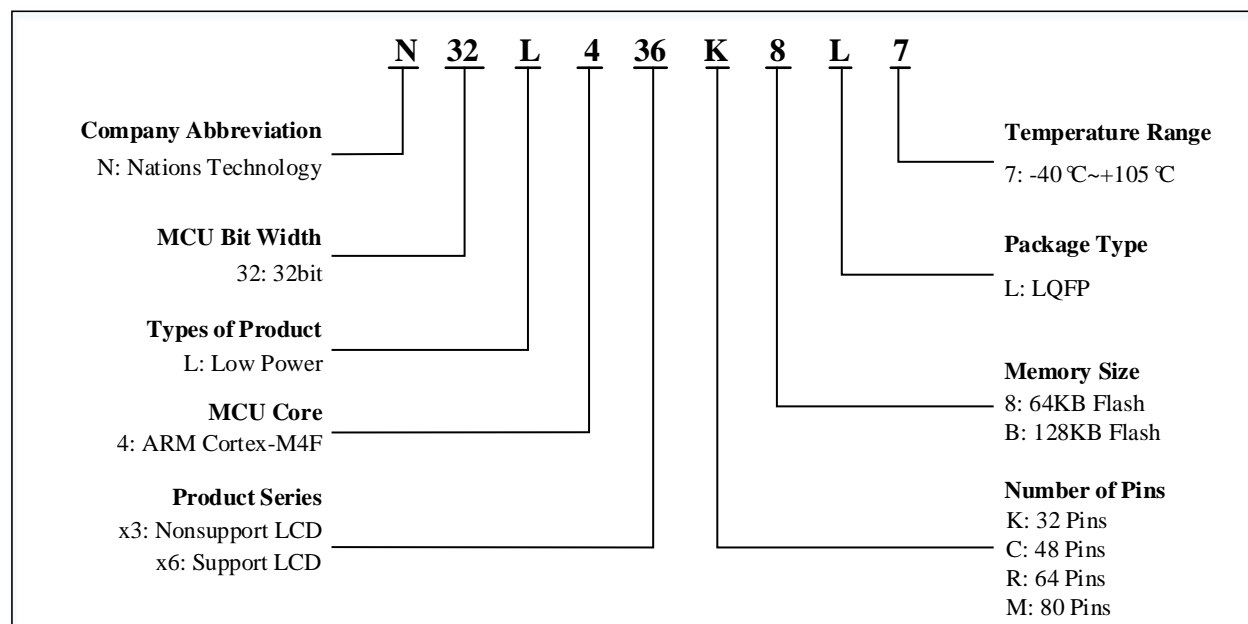 N 32 L 4 36 K 8 L 7
Company Abbreviation
N: Nations Technology
MCU Bit Width
32: 32bit
Types of Product
L: Low Power
MCU Core
4: ARM Cortex-M4F
Product Series
x3: Nonsupport LCD
x6: Support LCD
Temperature Range
7: -40 ℃~+105 ℃
Package Type
L: LQFP
Memory Size
8: 64KB Flash
B: 128KB Flash
Number of Pins
K: 32 Pins
C: 48 Pins
R: 64 Pins
M: 80 Pins